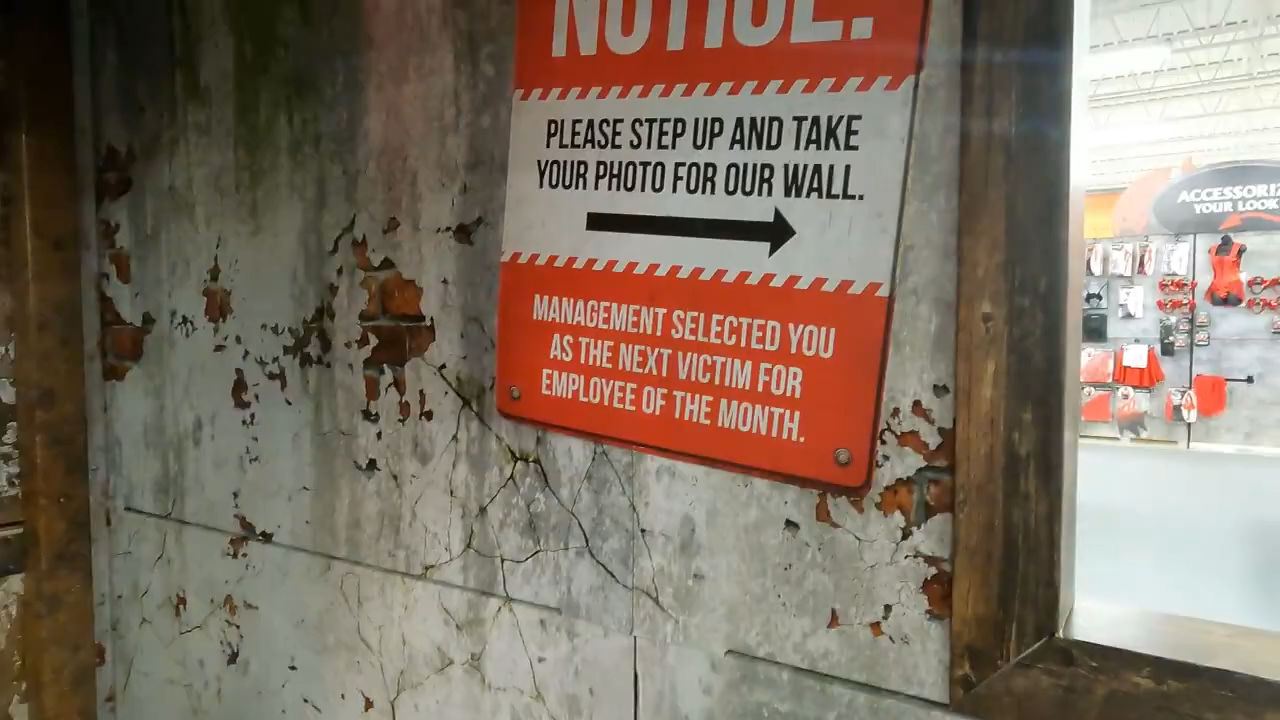 NOTICE.
PLEASE STEP UP AND TAKE
YOUR PHOTO FOR OUR WALL.
MANAGEMENT SELECTED YOU
AS THE NEXT VICTIM FOR
EMPLOYEE OF THE MONTH.
ACCESSORIZ
YOUR LOOK